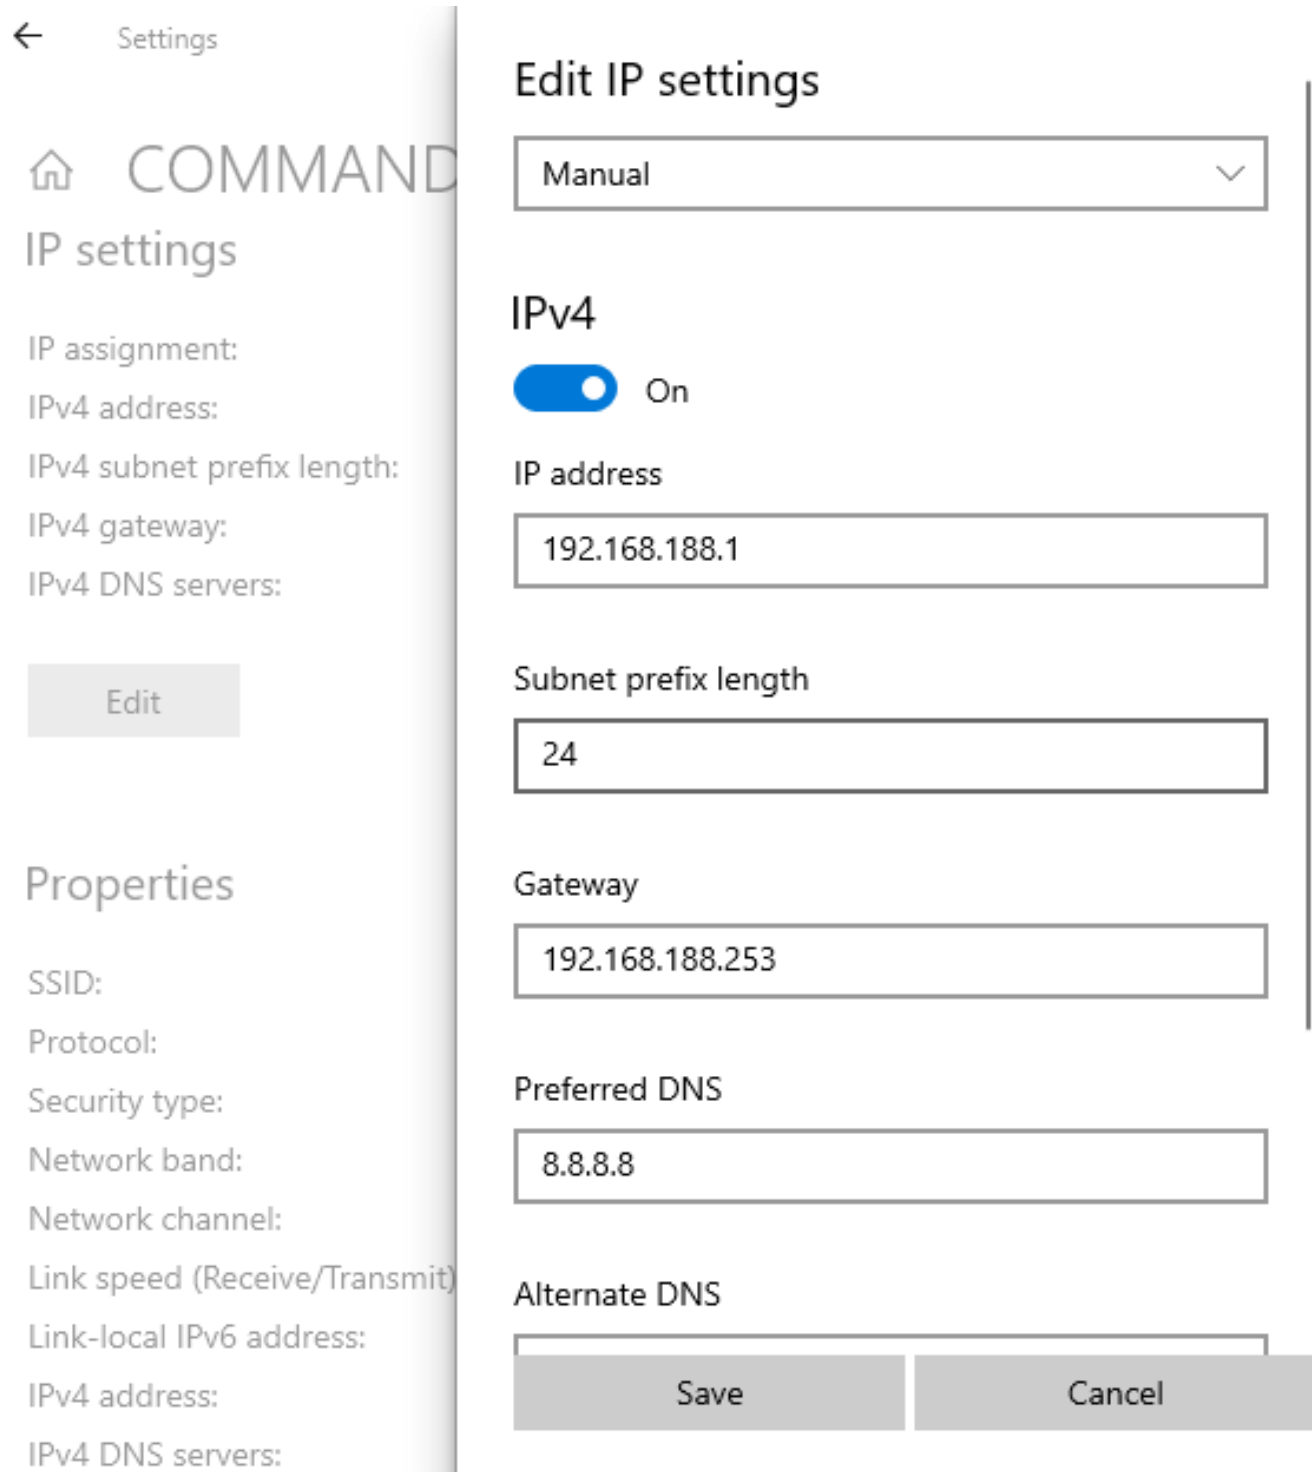 Settings
COMMAND
IP settings
IP assignment:
IPv4 address:
IPv4 subnet prefix length:
IPv4 gateway:
IPv4 DNS servers:
Edit
Properties
SSID:
Protocol:
Security type:
Network band:
Network channel:
Link speed (Receive/Transmit)
Link-local IPv6 address:
IPv4 address:
IPv4 DNS servers:
Edit IP settings
Manual
IPv4
On
IP address
192.168.188.1
Subnet prefix length
24
Gateway
192.168.188.253
Preferred DNS
8.8.8.8
Alternate DNS
Save
Cancel